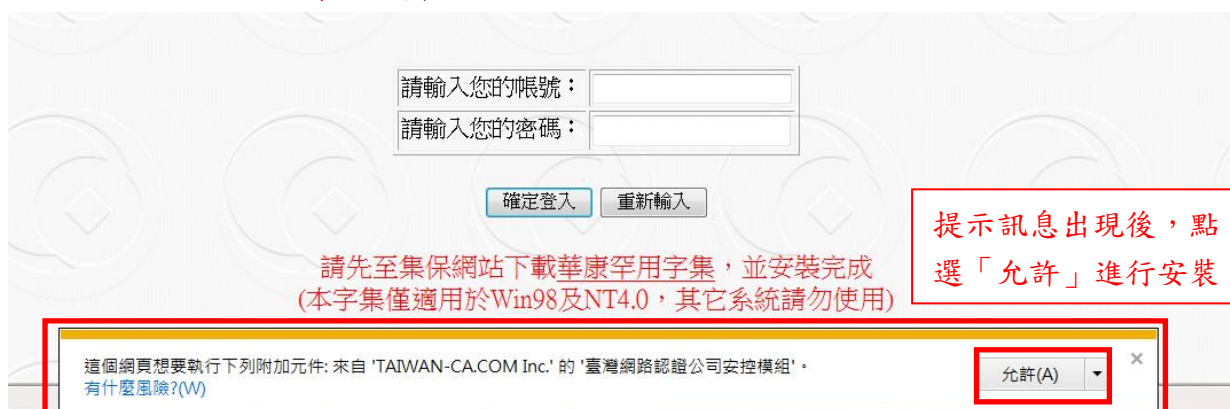 請輸入您的帳號：
請輸入您的密碼：
確定登入 重新輸入
提示訊息出現後，點
選「允許」進行安裝
請先至集保網站下載華康罕用字集，並安裝完成
(本字集僅適用於Win98及NT4.0，其它系統請勿使用)
這個網頁想要執行下列附加元件: 來自 'TAIWAN-CA.COM Inc.' 的 '臺灣網路認證公司安控模組'。
有什麼風險?(W)
允許(A)